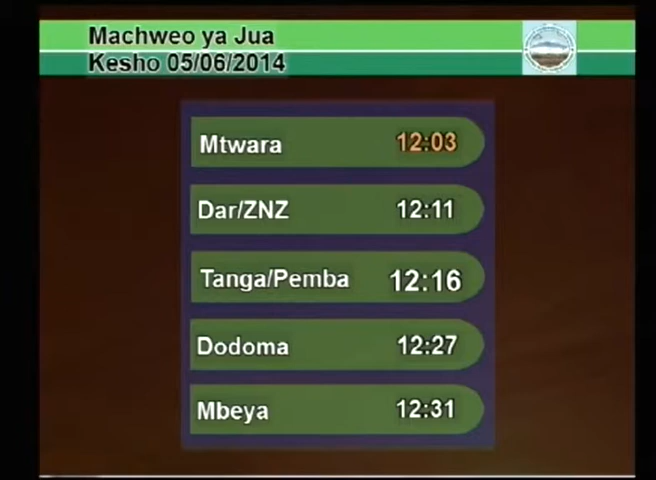 Machweo ya Jua
Kesho 05/06/2014
Mtwara 12:03
Dar/ZNZ 12:11
Tanga/Pemba 12:16
Dodoma 12:27
Mbeya 12:31